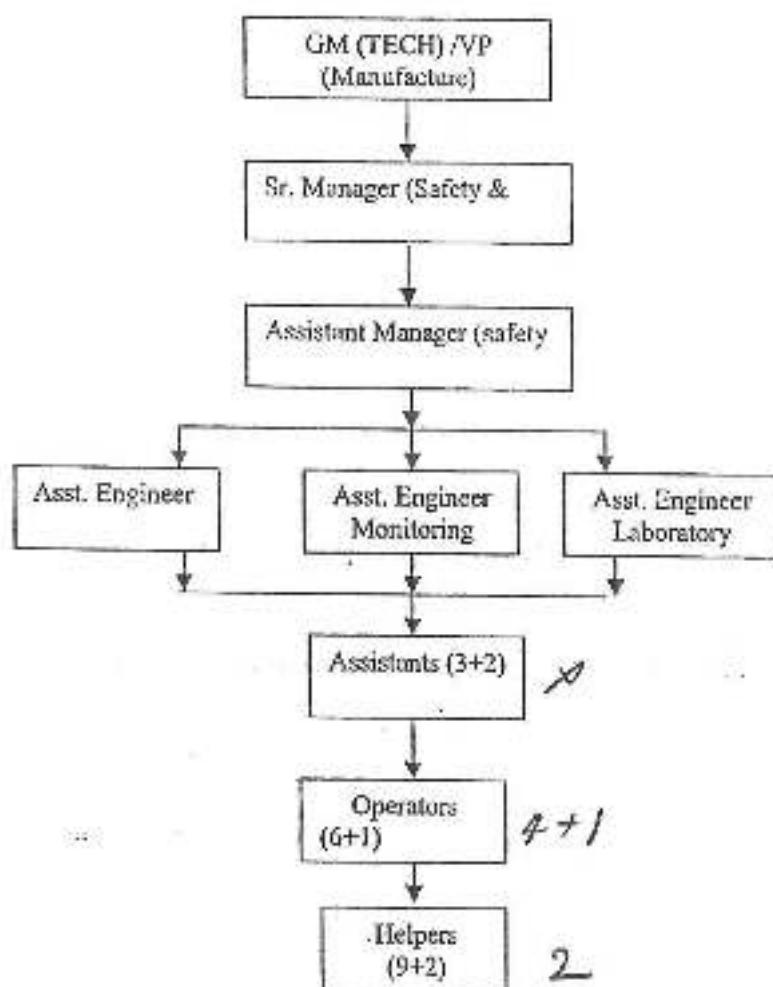 GM (TECH) /VP
(Manufacture)
Sr. Manager (Safety &
Assistant Manager (safety
Asst. Engineer
Asst. Engineer
Monitoring
Asst. Engineer
Laboratory
Assistants (3+2)
Operators
(6+1) 4+1
Helpers
(9+2) 2